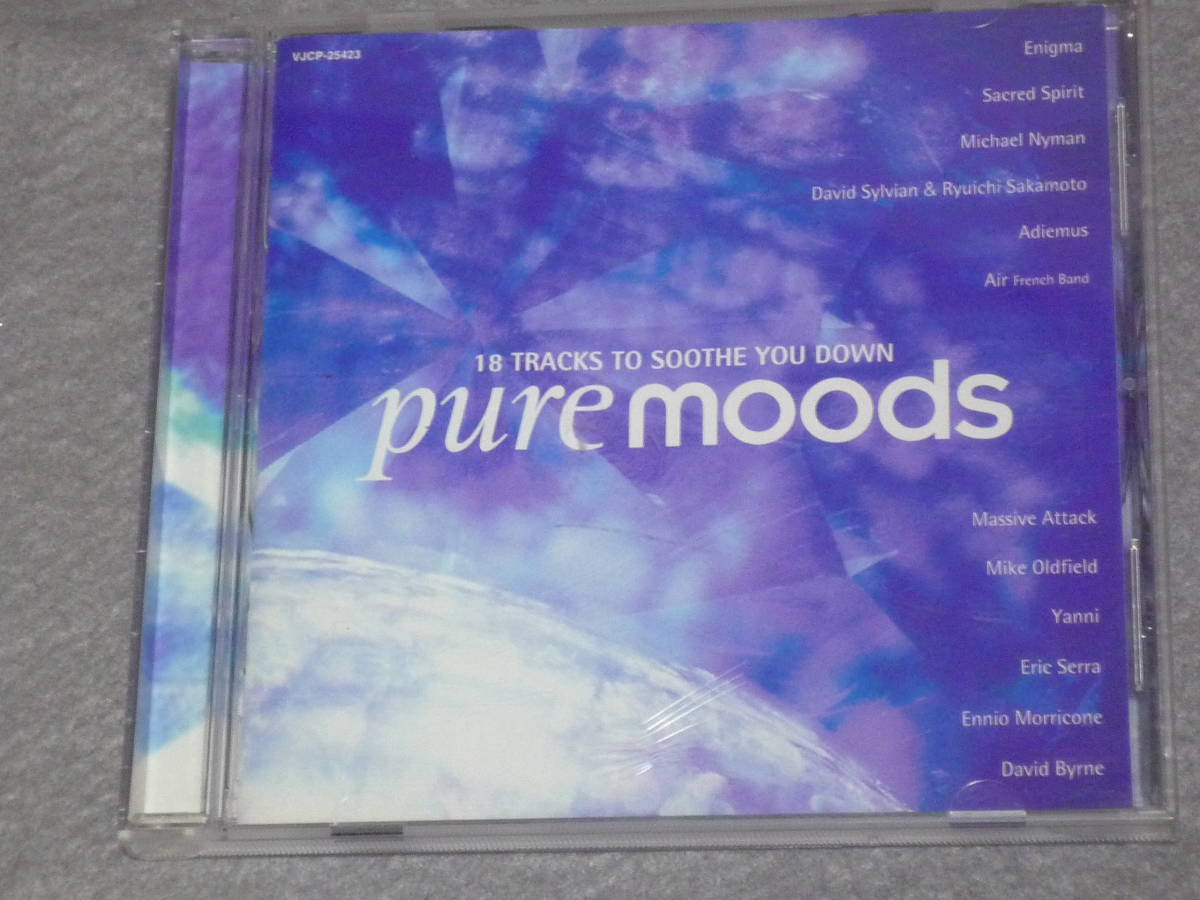 VJCP-25423
Enigma
Sacred Spirit
Michael Nyman
David Sylvian & Ryuichi Sakamoto
Adiemus
Air French Band
18 TRACKS TO SOOTHE YOU DOWN
pure moods
Massive Attack
Mike Oldfield
Yanni
Eric Serra
Ennio Morricone
David Byrne